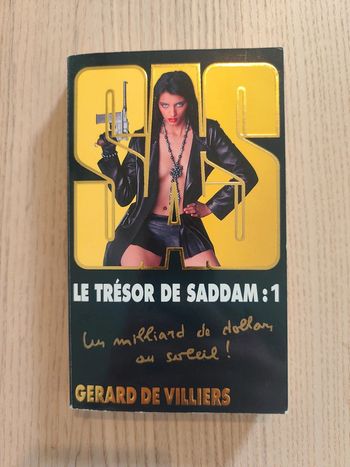 SAS
LE TRÉSOR DE SADDAM : 1
Un milliard de dollars
au soleil !
GERARD DE VILLIERS